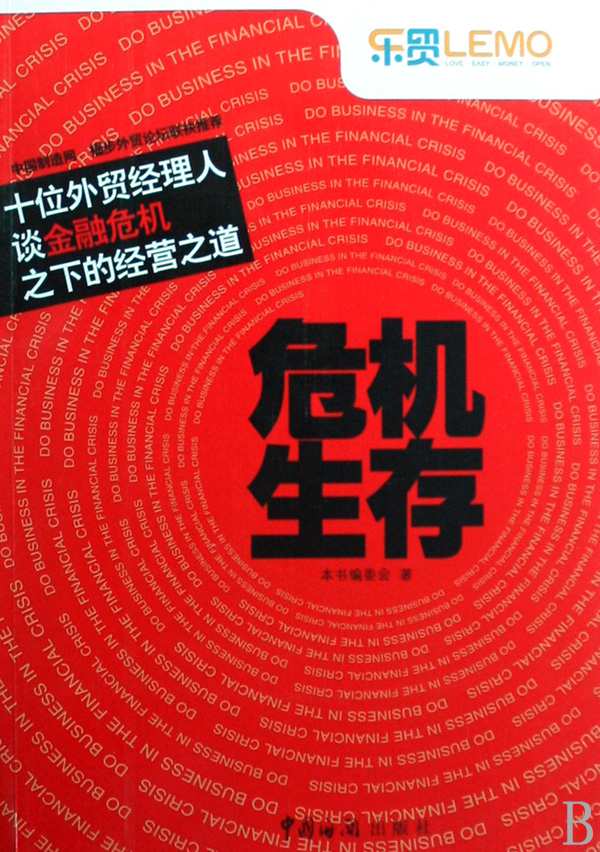 乐贸LEMO
LOVE · EASY · MONEY · OPEN
中国制造网 福步外贸论坛联袂推荐
十位外贸经理人
谈金融危机
之下的经营之道
DO BUSINESS IN THE FINANCIAL CRISIS
危机
生存
本书编委会 著
中国海关出版社
B